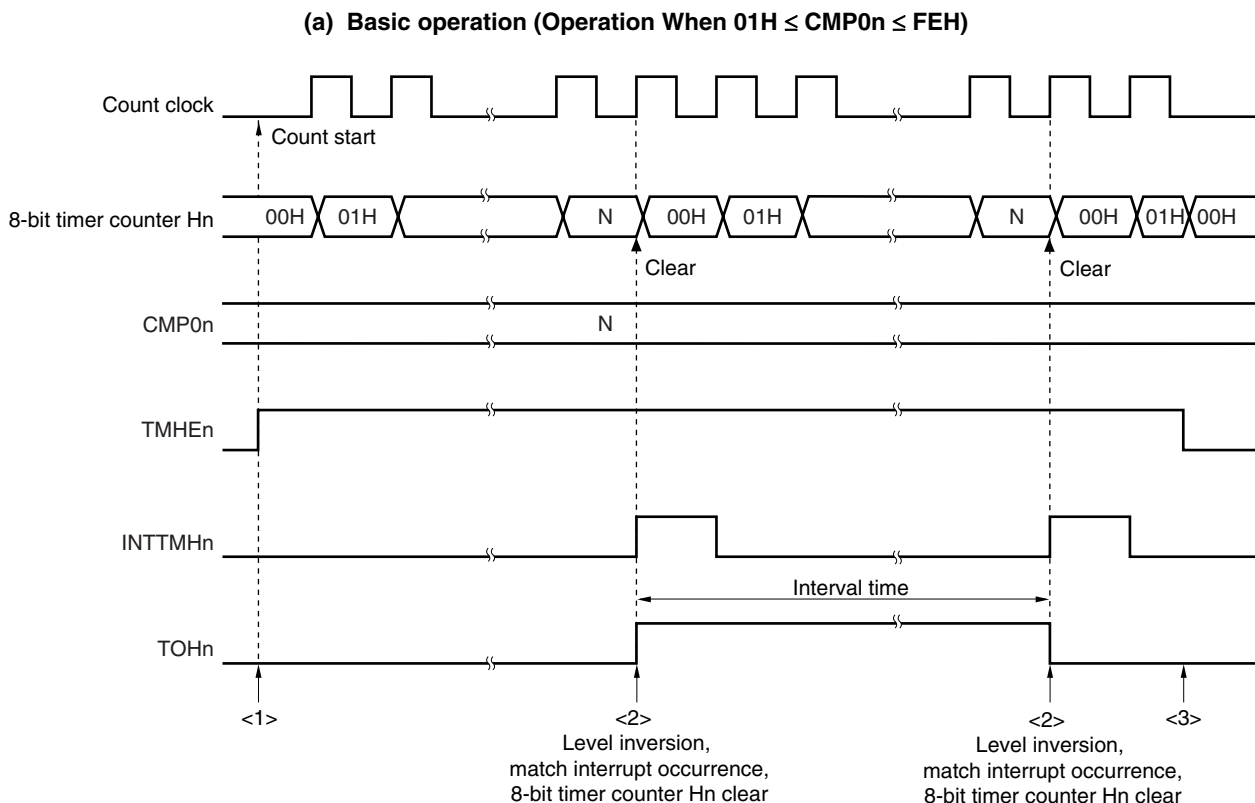 (a) Basic operation (Operation When 01H ≤ CMP0n ≤ FEH)
Count clock
Count start
8-bit timer counter Hn
00H 01H N 00H 01H N 00H 01H 00H
Clear Clear
CMP0n
N
TMHEn
INTTMHn
Interval time
TOHn
<1> <2> <2> <3>
Level inversion,
match interrupt occurrence,
8-bit timer counter Hn clear
Level inversion,
match interrupt occurrence,
8-bit timer counter Hn clear